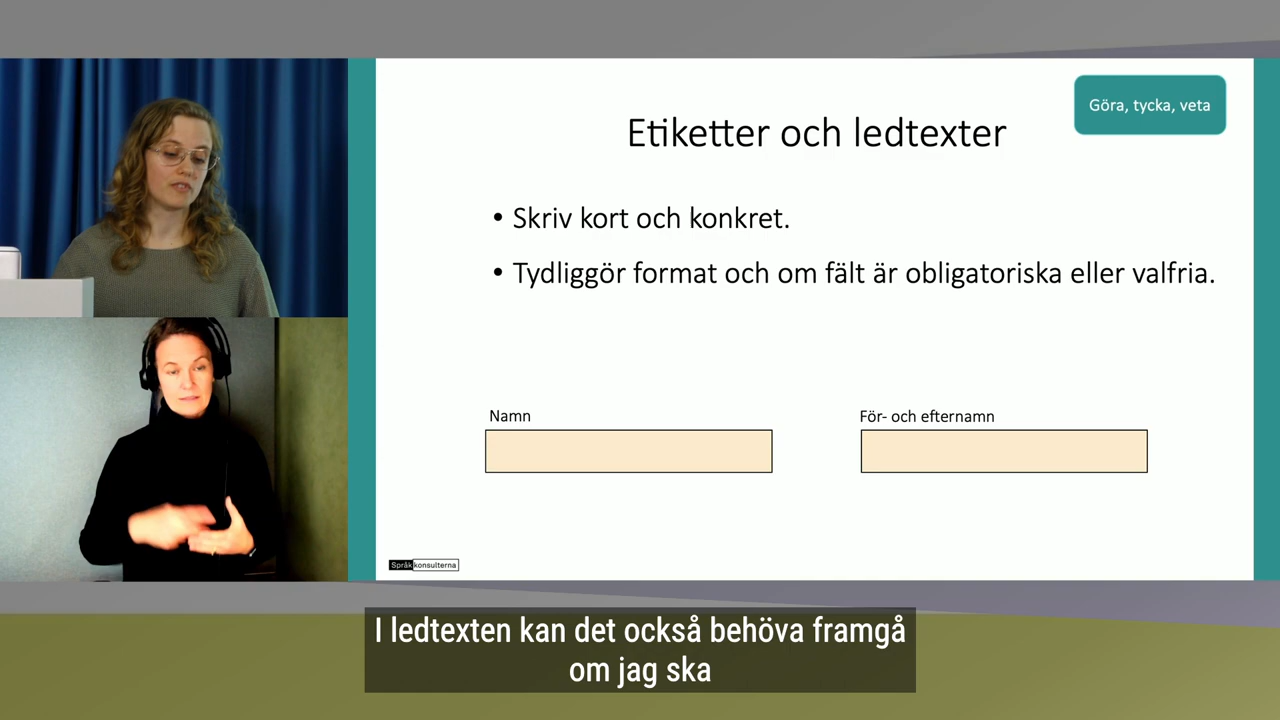 Göra, tycka, veta
Etiketter och ledtexter
• Skriv kort och konkret.
• Tydliggör format och om fält är obligatoriska eller valfria.
Namn
För- och efternamn
Språkkonsulterna
I ledtexten kan det också behöva framgå
om jag ska